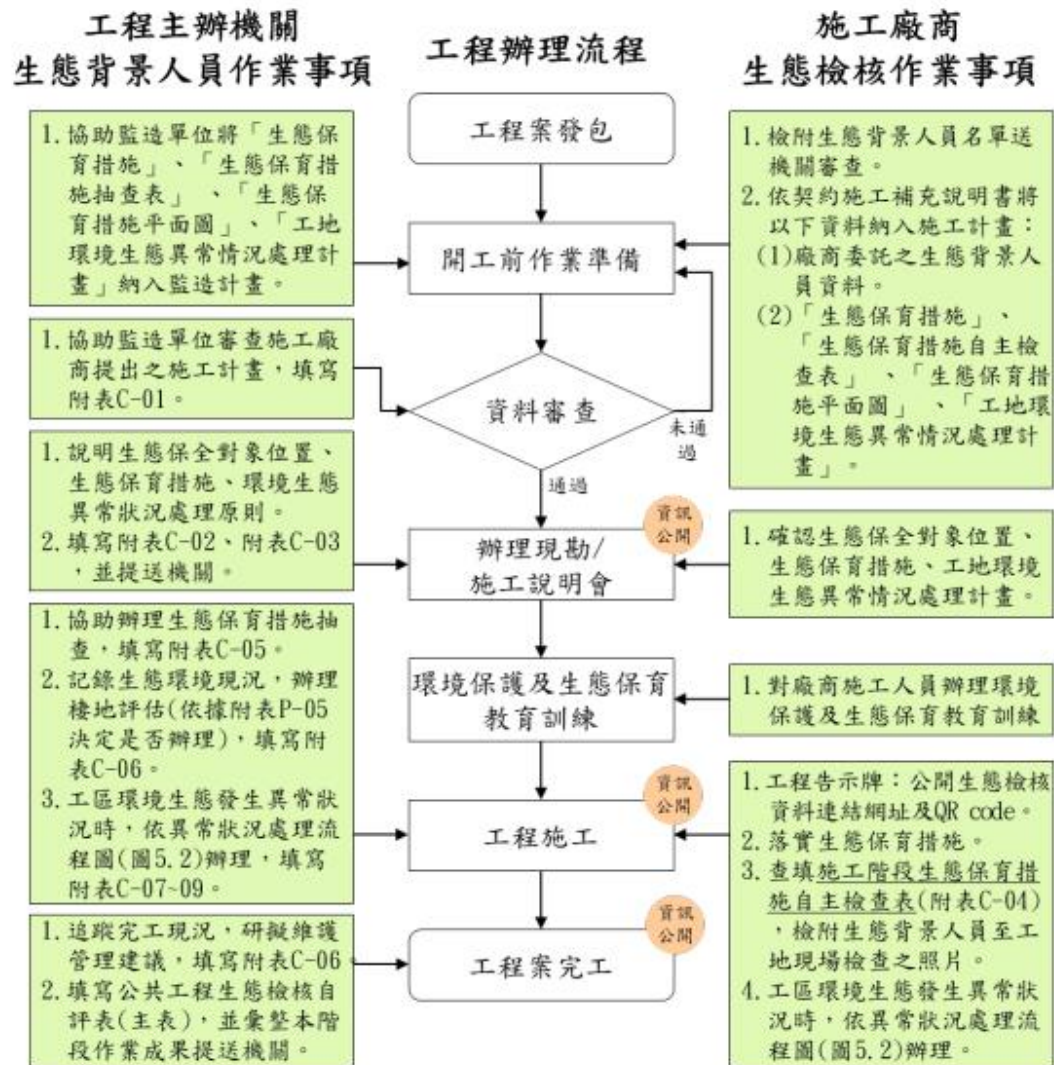 工程主辦機關
生態背景人員作業事項
1. 協助監造單位將「生態保
育措施」、「生態保育措
施抽查表」、「生態保
育措施平面圖」、「工地
環境生態異常情況處理計
畫」納入監造計畫。
1. 協助監造單位審查施工廠
商提出之施工計畫，填寫
附表C-01。
1. 說明生態保全對象位置、
生態保育措施、環境生態
異常狀況處理原則。
2. 填寫附表C-02、附表C-03
，並提送機關。
1. 協助辦理生態保育措施抽
查，填寫附表C-05。
2. 記錄生態環境現況，辦理
棲地評估(依據附表P-05
決定是否辦理)，填寫附
表C-06。
3. 工區環境生態發生異常狀
況時，依異常狀況處理流
程圖(圖5.2)辦理，填寫
附表C-07~09。
1. 追蹤完工現況，研擬維護
管理建議，填寫附表C-06
2. 填寫公共工程生態檢核自
評表(主表)，並彙整本階
段作業成果提送機關。
工程辦理流程
工程案發包
開工前作業準備
資料審查
未通
過
通過
資訊
公開
辦理現勘/
施工說明會
環境保護及生態保育
教育訓練
資訊
公開
工程施工
資訊
公開
工程案完工
施工廠商
生態檢核作業事項
1. 檢附生態背景人員名單送
機關審查。
2. 依契約施工補充說明書將
以下資料納入施工計畫：
(1)廠商委託之生態背景人
員資料。
(2)「生態保育措施」、
「生態保育措施自主檢
查表」、「生態保育措
施平面圖」、「工地環
境生態異常情況處理計
畫」。
1. 確認生態保全對象位置、
生態保育措施、工地環境
生態異常情況處理計畫。
1. 對廠商施工人員辦理環境
保護及生態保育教育訓練
1. 工程告示牌：公開生態檢核
資料連結網址及QR code。
2. 落實生態保育措施。
3. 查填施工階段生態保育措
施自主檢查表(附表C-04)
，檢附生態背景人員至工
地現場檢查之照片。
4. 工區環境生態發生異常狀
況時，依異常狀況處理流
程圖(圖5.2)辦理。